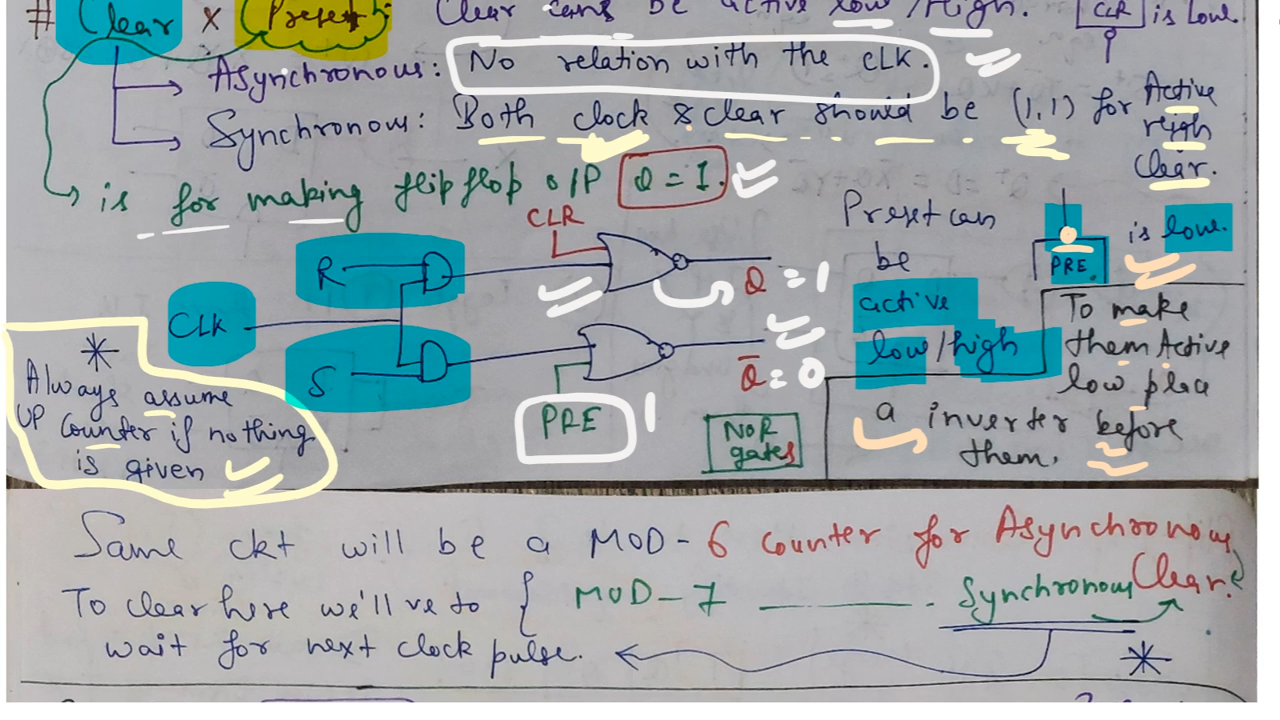 # Clear x Preset: Clear cans be active low/High. CLR is Low.
→ Asynchronous: No relation with the CLK.
→ Synchronous: Both clock & clear should be (1,1) for Active High Clear.
→ is for making flip flop o/P Q = 1.
CLR
R
Q = 1
CLK
S
Q̅ = 0
PRE 1
NOR
gates
Preset can
be
active
low/high
PRE is low.
To make
them Active
low place
a inverter before
them.
*
Always assume
UP counter if nothing
is given
Same ckt will be a MOD-6 counter for Asynchronous Clear.
To clear here we'll ve to { MOD-7 ———. Synchronous
wait for next clock pulse. ←
*